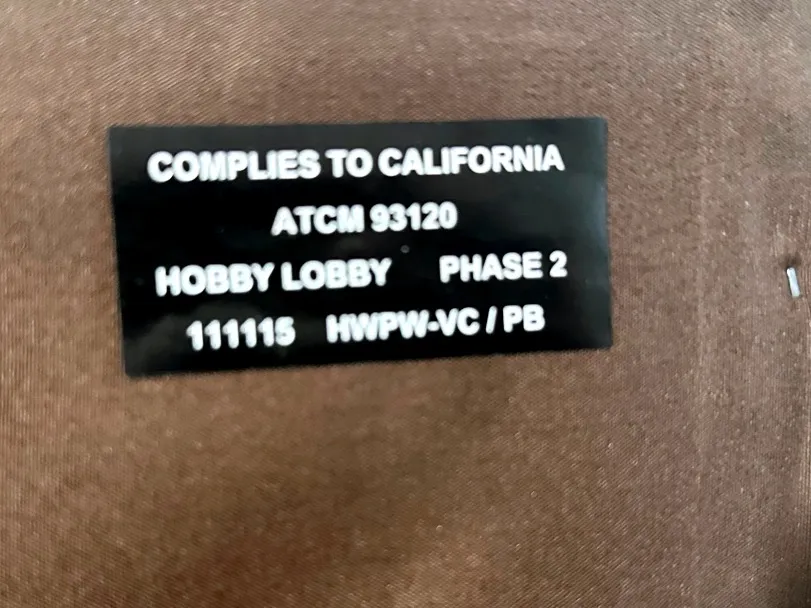 COMPLIES TO CALIFORNIA
ATCM 93120
HOBBY LOBBY PHASE 2
111115 HWPW-VC / PB